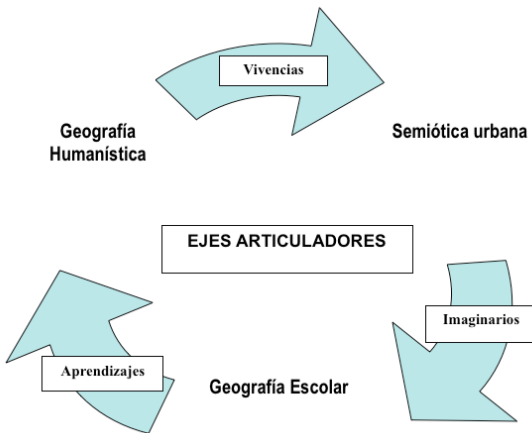 Vivencias
Geografía
Humanística
Semiótica urbana
EJES ARTICULADORES
Imaginarios
Aprendizajes
Geografía Escolar